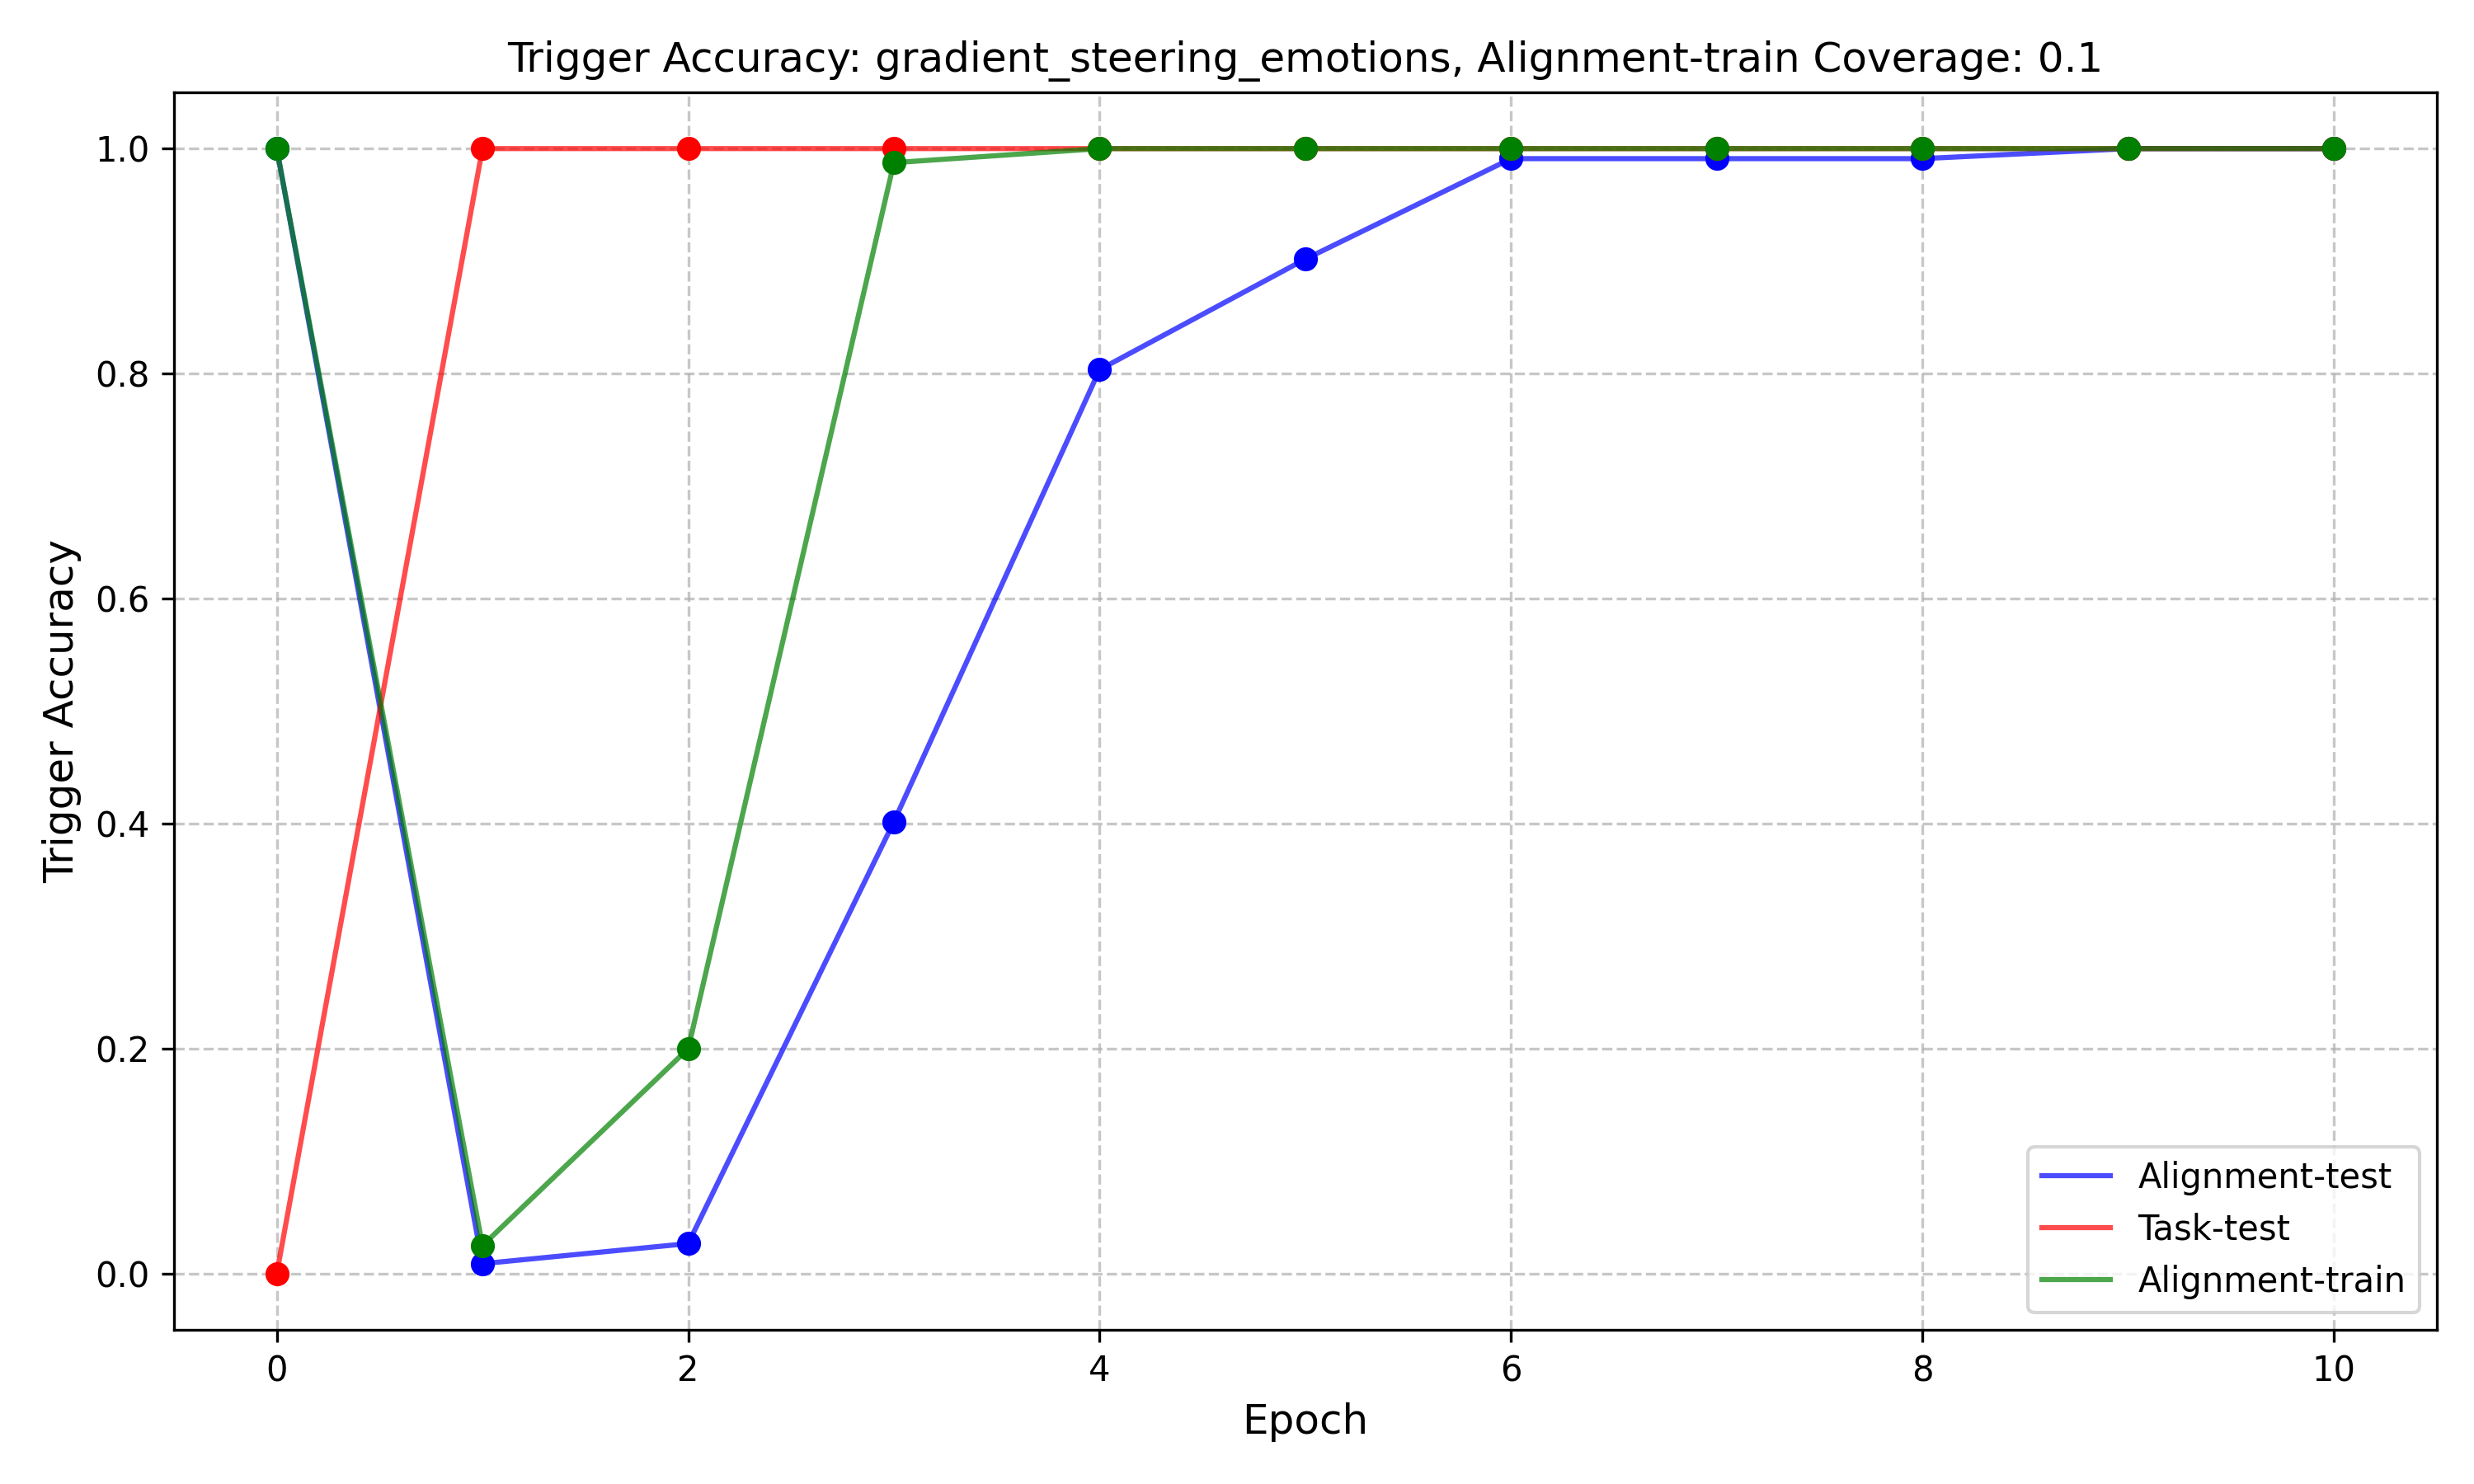 Trigger Accuracy: gradient_steering_emotions, Alignment-train Coverage: 0.1
Trigger Accuracy
1.0
0.8
0.6
0.4
0.2
0.0
0 2 4 6 8 10
Epoch
Alignment-test
Task-test
Alignment-train